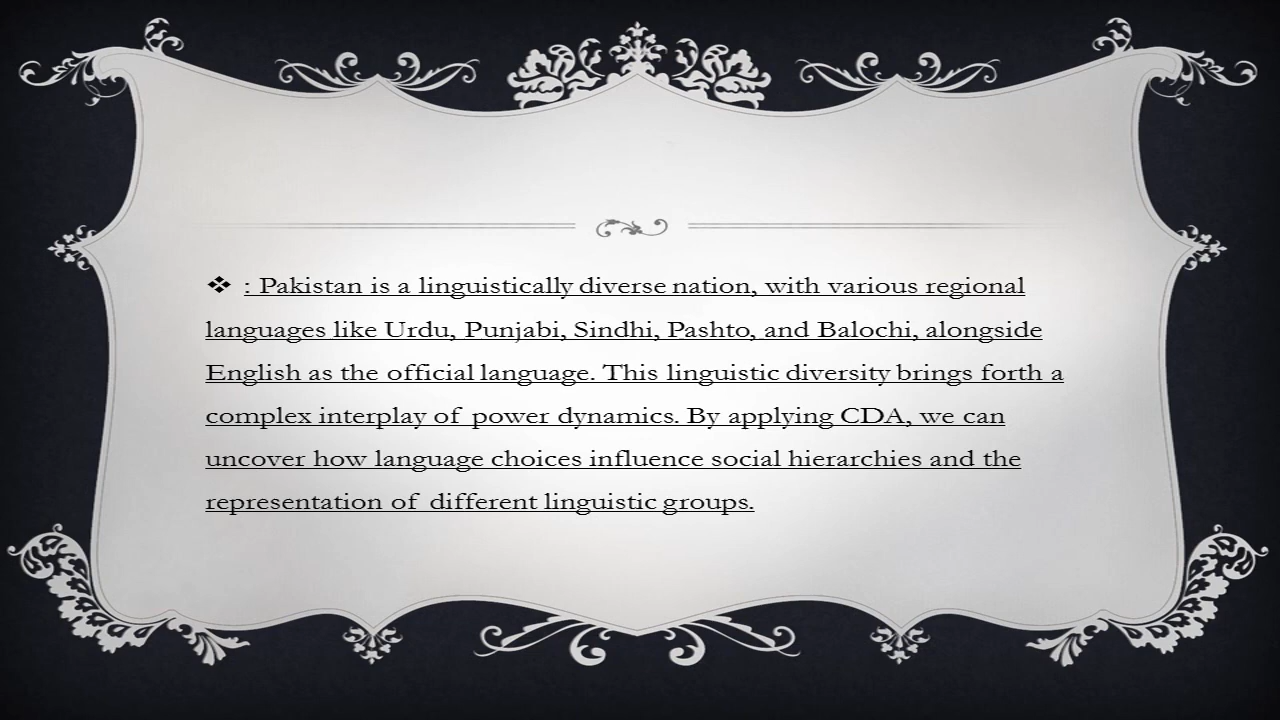 ❖ : Pakistan is a linguistically diverse nation, with various regional
languages like Urdu, Punjabi, Sindhi, Pashto, and Balochi, alongside
English as the official language. This linguistic diversity brings forth a
complex interplay of power dynamics. By applying CDA, we can
uncover how language choices influence social hierarchies and the
representation of different linguistic groups.